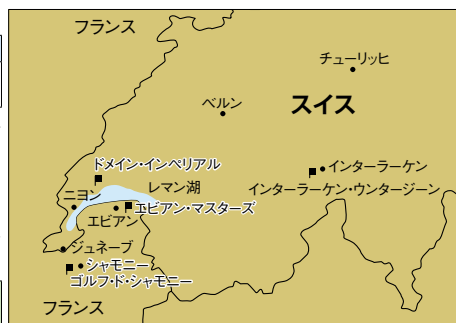 フランス
チューリッヒ
ベルン
スイス
ドメイン・インペリアル
インターラーケン
レマン湖
インターラーケン・ウンタージーン
ニヨン
エビアン・マスターズ
エビアン
ジュネーブ
シャモニー
ゴルフ・ド・シャモニー
フランス